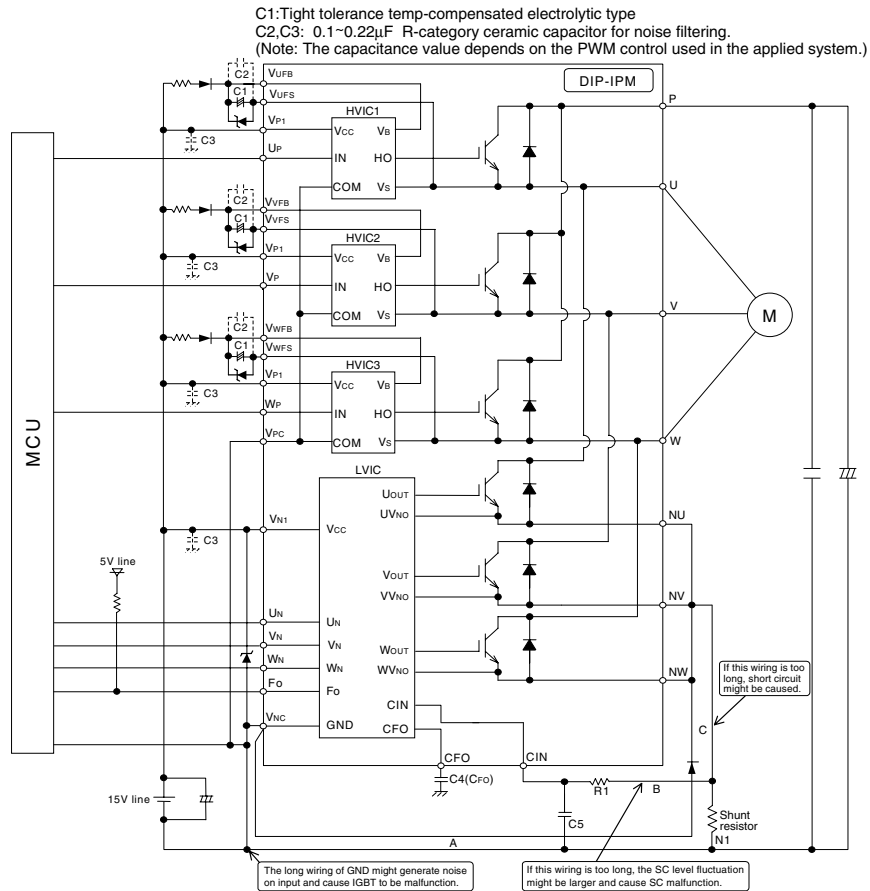 C1:Tight tolerance temp-compensated electrolytic type
C2,C3: 0.1~0.22μF R-category ceramic capacitor for noise filtering.
(Note: The capacitance value depends on the PWM control used in the applied system.)
DIP-IPM
MCU
C2
C1
VUFB
VUFS
VP1
C3
UP
HVIC1
VCC
VB
IN
HO
COM
VS
P
U
C2
C1
VVFB
VVFS
VP1
C3
VP
HVIC2
VCC
VB
IN
HO
COM
VS
V
M
C2
C1
VWFB
VWFS
VP1
C3
WP
VPC
HVIC3
VCC
VB
IN
HO
COM
VS
W
LVIC
UOUT
UVNO
NU
VN1
VCC
C3
5V line
VOUT
VVNO
NV
UN
UN
VN
VN
WN
WN
WOUT
WVNO
NW
Fo
Fo
VNC
GND
CIN
CFO
CFO
CIN
C4(CFO)
If this wiring is too
long, short circuit
might be caused.
C
R1
B
C5
Shunt
resistor
N1
15V line
A
The long wiring of GND might generate noise
on input and cause IGBT to be malfunction.
If this wiring is too long, the SC level fluctuation
might be larger and cause SC malfunction.